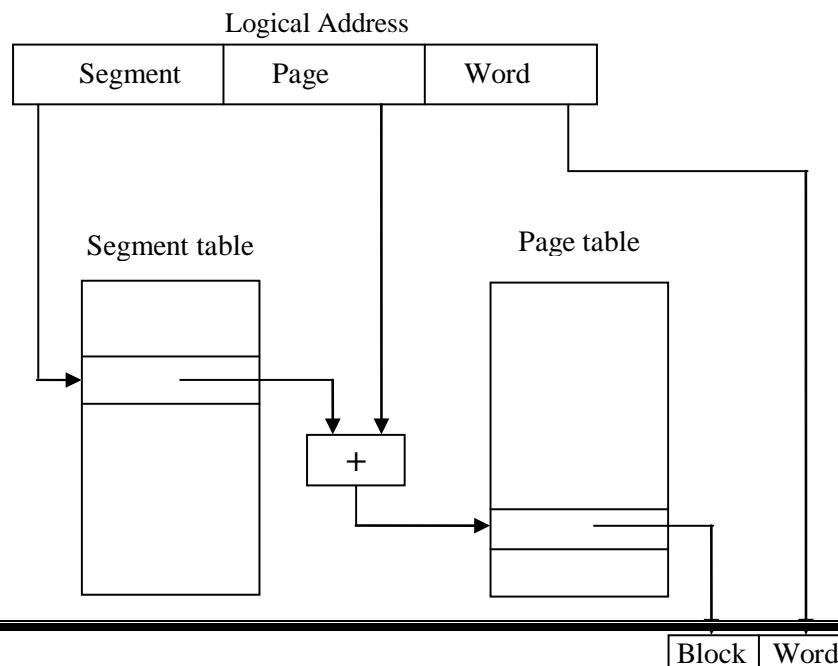 Logical Address
Segment Page Word
Segment table Page table
+
Block Word